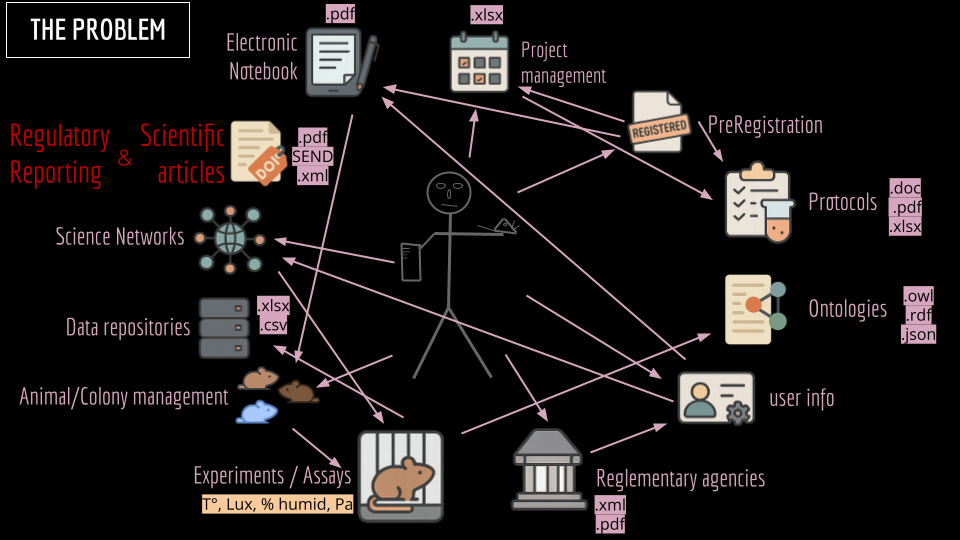 THE PROBLEM
.pdf
Electronic
Notebook
.xlsx
Project
management
REGISTERED
PreRegistration
Regulatory & Scientific
Reporting articles
DOI
.pdf
SEND
.xml
Protocols
.doc
.pdf
.xlsx
Science Networks
Ontologies
.owl
.rdf
.json
Data repositories
.xlsx
.csv
Animal/Colony management
user info
Experiments / Assays
T°, Lux, % humid, Pa
Reglementary agencies
.xml
.pdf